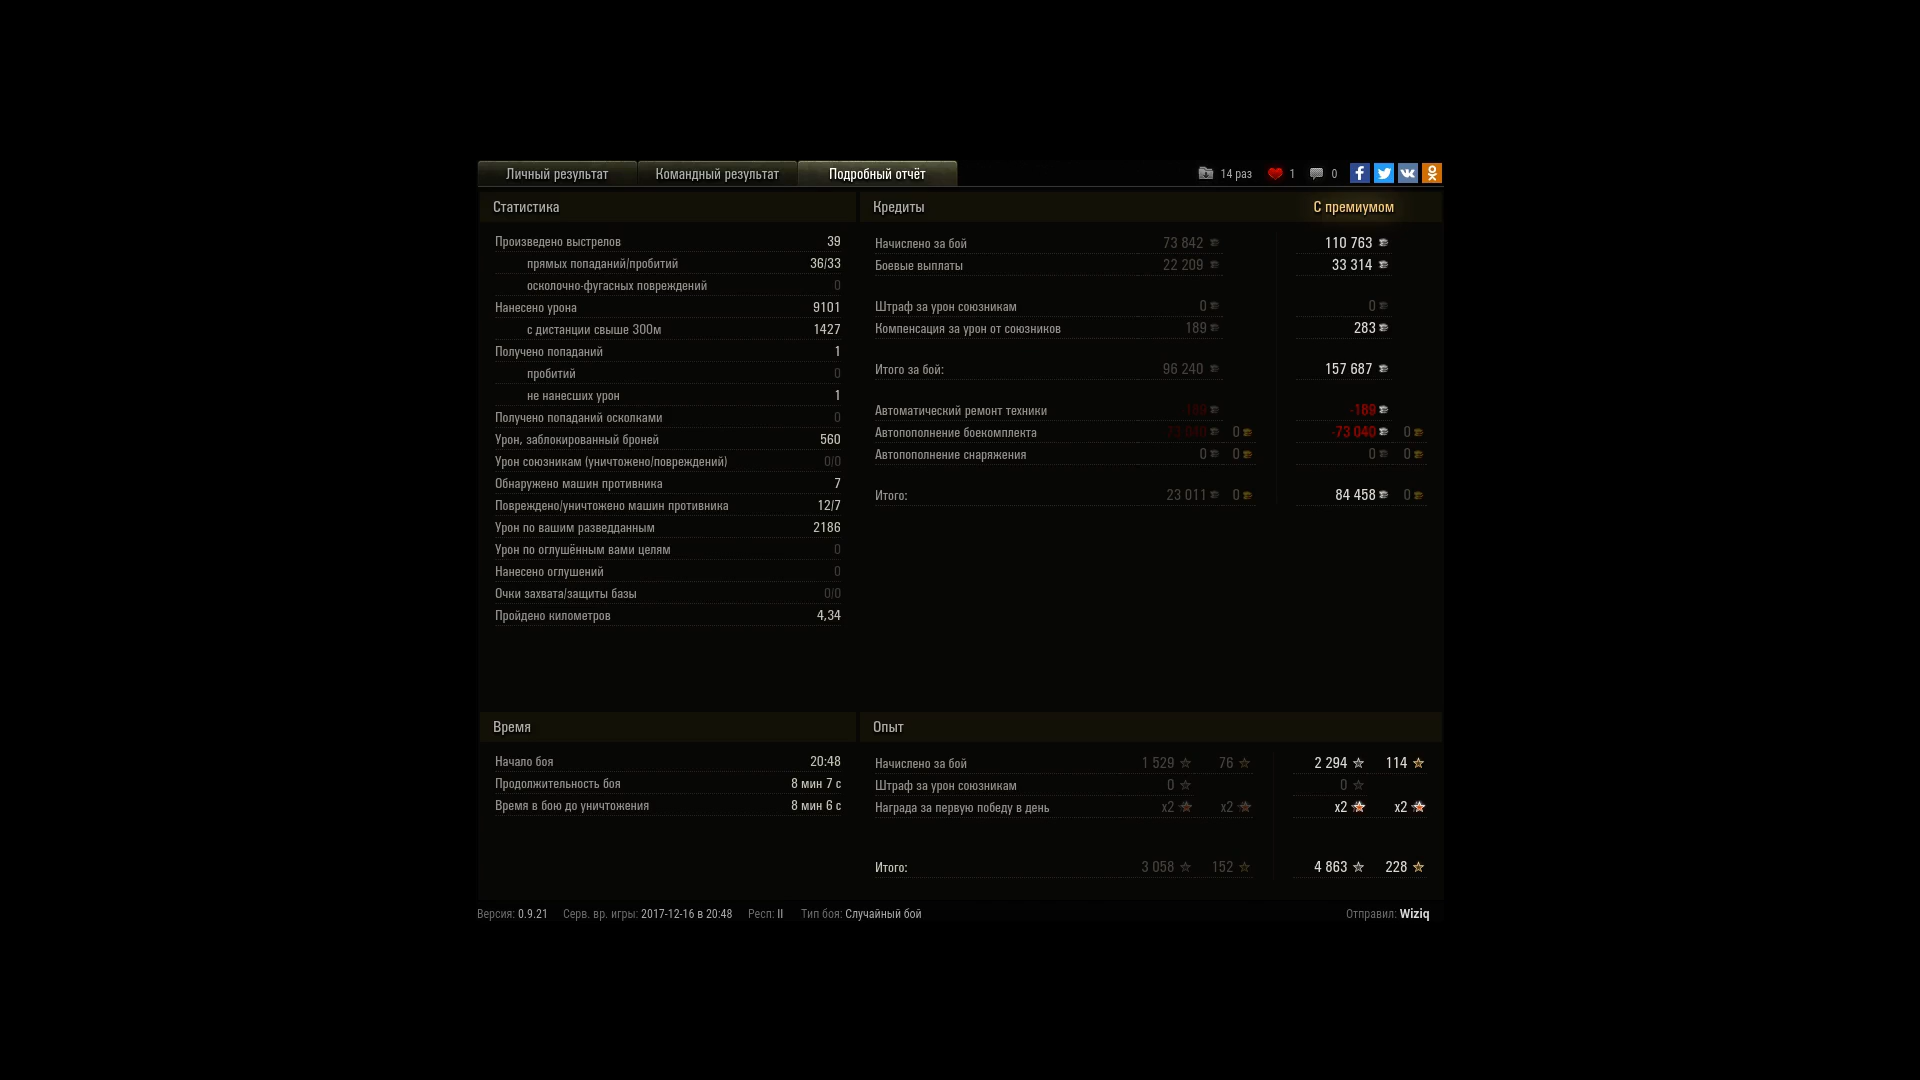 Личный результат Командный результат Подробный отчёт 14 раз 1 0
Статистика
Произведено выстрелов 39
прямых попаданий/пробитий 36/33
осколочно-фугасных повреждений 0
Нанесено урона 9101
с дистанции свыше 300м 1427
Получено попаданий 1
пробитий 0
не нанесших урон 1
Получено попаданий осколками 0
Урон, заблокированный броней 560
Урон союзникам (уничтожено/повреждений) 0/0
Обнаружено машин противника 7
Повреждено/уничтожено машин противника 12/7
Урон по вашим разведданным 2186
Урон по оглушённым вами целям 0
Нанесено оглушений 0
Очки захвата/защиты базы 0/0
Пройдено километров 4,34
Кредиты С премиумом
Начислено за бой 73 842 110 763
Боевые выплаты 22 209 33 314
Штраф за урон союзникам 0 0
Компенсация за урон от союзников 189 283
Итого за бой: 96 240 157 687
Автоматический ремонт техники 189 -189
Автопополнение боекомплекта 73 040 0 -73 040 0
Автопополнение снаряжения 0 0 0 0
Итого: 23 011 0 84 458 0
Время
Начало боя 20:48
Продолжительность боя 8 мин 7 с
Время в бою до уничтожения 8 мин 6 с
Опыт
Начислено за бой 1 529 76 2 294 114
Штраф за урон союзникам 0 0
Награда за первую победу в день x2 x2 x2 x2
Итого: 3 058 152 4 863 228
Версия: 0.9.21 Серв. вр. игры: 2017-12-16 в 20:48 Респ: II Тип боя: Случайный бой Отправил: Wiziq